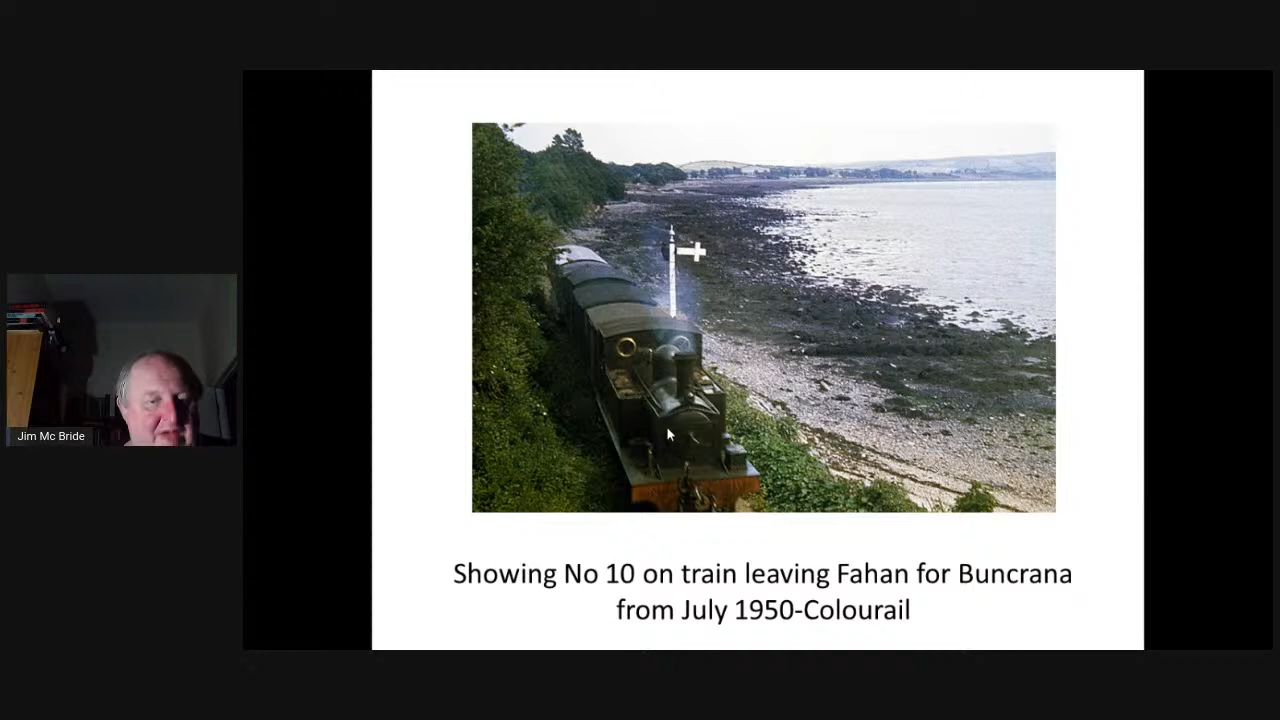 Jim Mc Bride
Showing No 10 on train leaving Fahan for Buncrana
from July 1950-Colourail